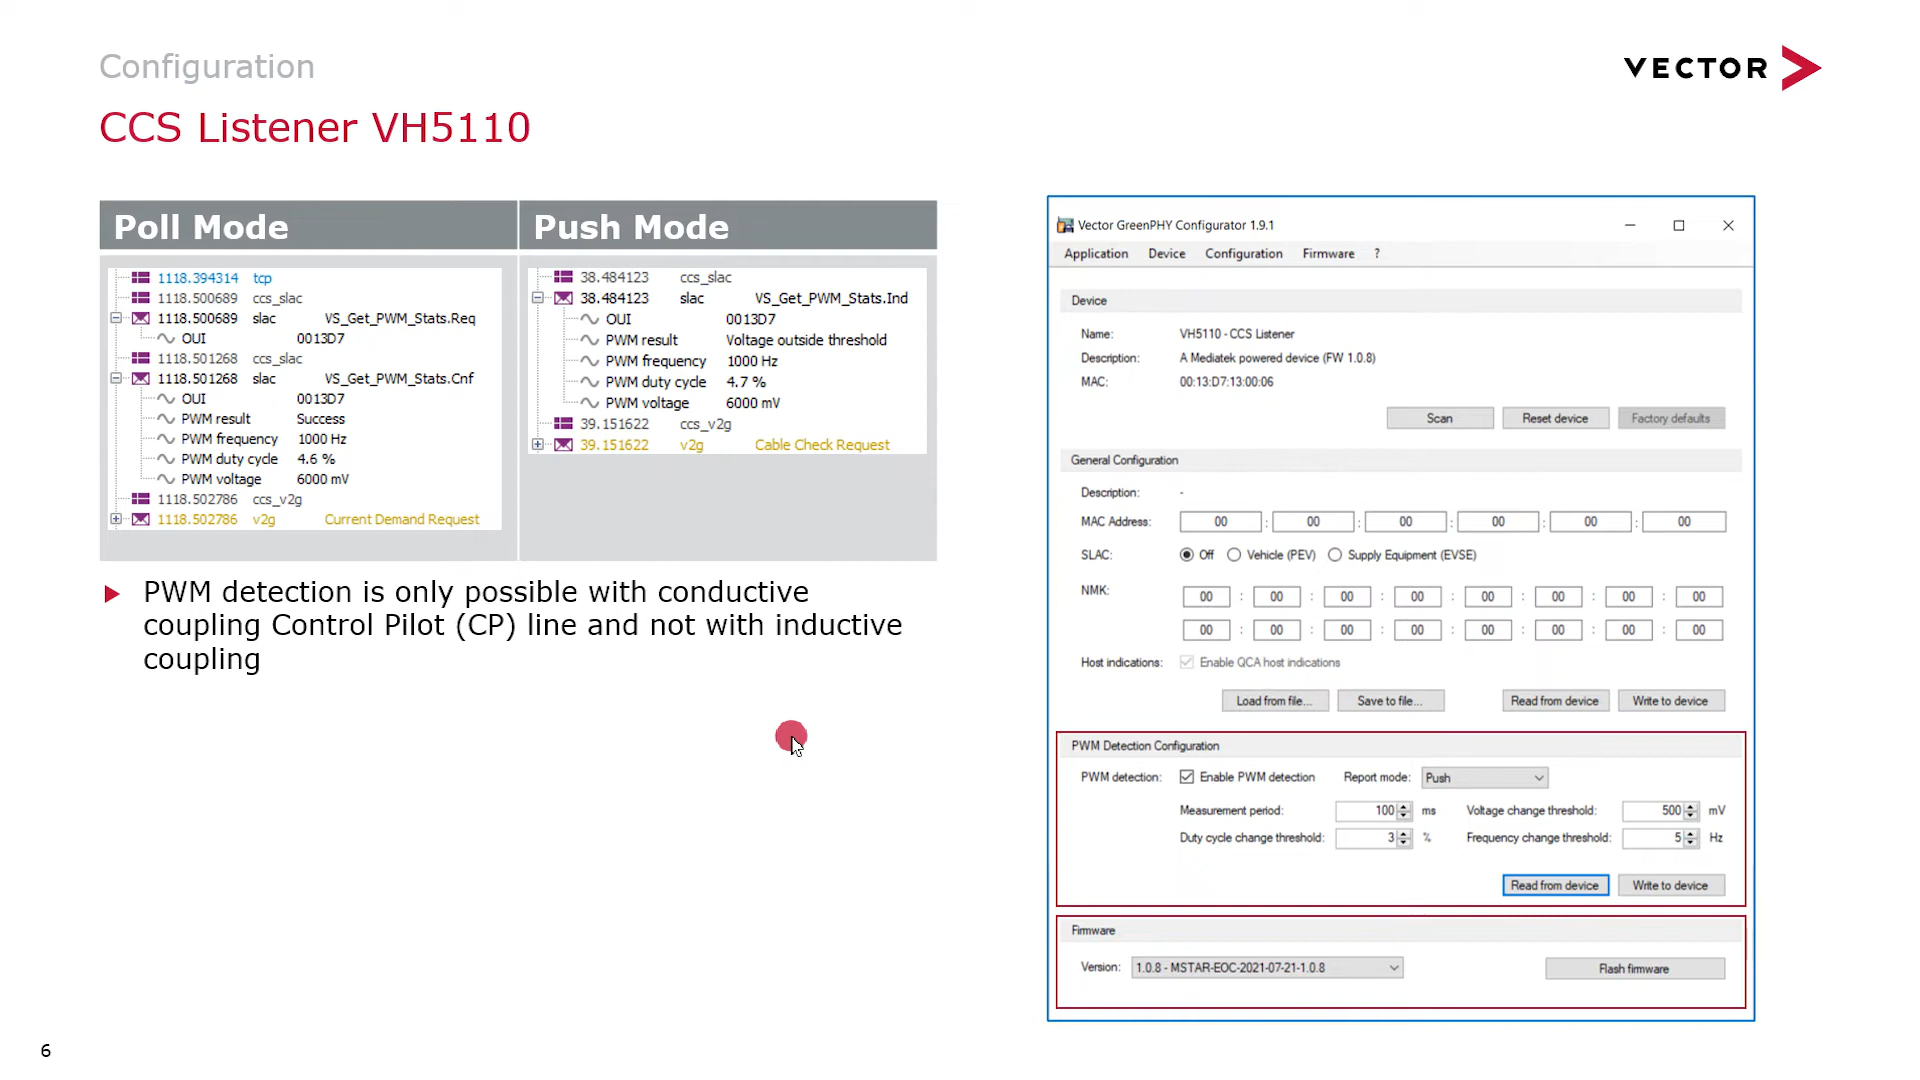 Configuration
VECTOR
CCS Listener VH5110
Poll Mode
1118.394314 tcp
1118.500689 ccs_slac
1118.500689 slac VS_Get_PWM_Stats.Req
OUI 0013D7
1118.501268 ccs_slac
1118.501268 slac VS_Get_PWM_Stats.Cnf
OUI 0013D7
PWM result Success
PWM frequency 1000 Hz
PWM duty cycle 4.6 %
PWM voltage 6000 mV
1118.502786 ccs_v2g
1118.502786 v2g Current Demand Request
Push Mode
38.484123 ccs_slac
38.484123 slac VS_Get_PWM_Stats.Ind
OUI 0013D7
PWM result Voltage outside threshold
PWM frequency 1000 Hz
PWM duty cycle 4.7 %
PWM voltage 6000 mV
39.151622 ccs_v2g
39.151622 v2g Cable Check Request
PWM detection is only possible with conductive
coupling Control Pilot (CP) line and not with inductive
coupling
Vector GreenPHY Configurator 1.9.1
Application Device Configuration Firmware ?
Device
Name: VH5110 - CCS Listener
Description: A Mediatek powered device (FW 1.0.8)
MAC: 00:13:D7:13:00:06
Scan Reset device Factory defaults
General Configuration
Description: -
MAC Address: 00 : 00 : 00 : 00 : 00 : 00
SLAC: Off Vehicle (PEV) Supply Equipment (EVSE)
NMK: 00 : 00 : 00 : 00 : 00 : 00 : 00 : 00
00 : 00 : 00 : 00 : 00 : 00 : 00 : 00
Host indications: Enable QCA host indications
Load from file... Save to file... Read from device Write to device
PWM Detection Configuration
PWM detection: Enable PWM detection Report mode: Push
Measurement period: 100 ms Voltage change threshold: 500 mV
Duty cycle change threshold: 3 % Frequency change threshold: 5 Hz
Read from device Write to device
Firmware
Version: 1.0.8 - MSTAR-EOC-2021-07-21-1.0.8 Flash firmware
6